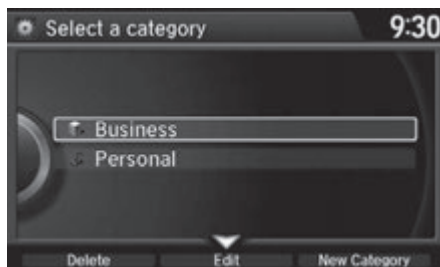 Select a category 9:30
Business
Personal
Delete Edit New Category